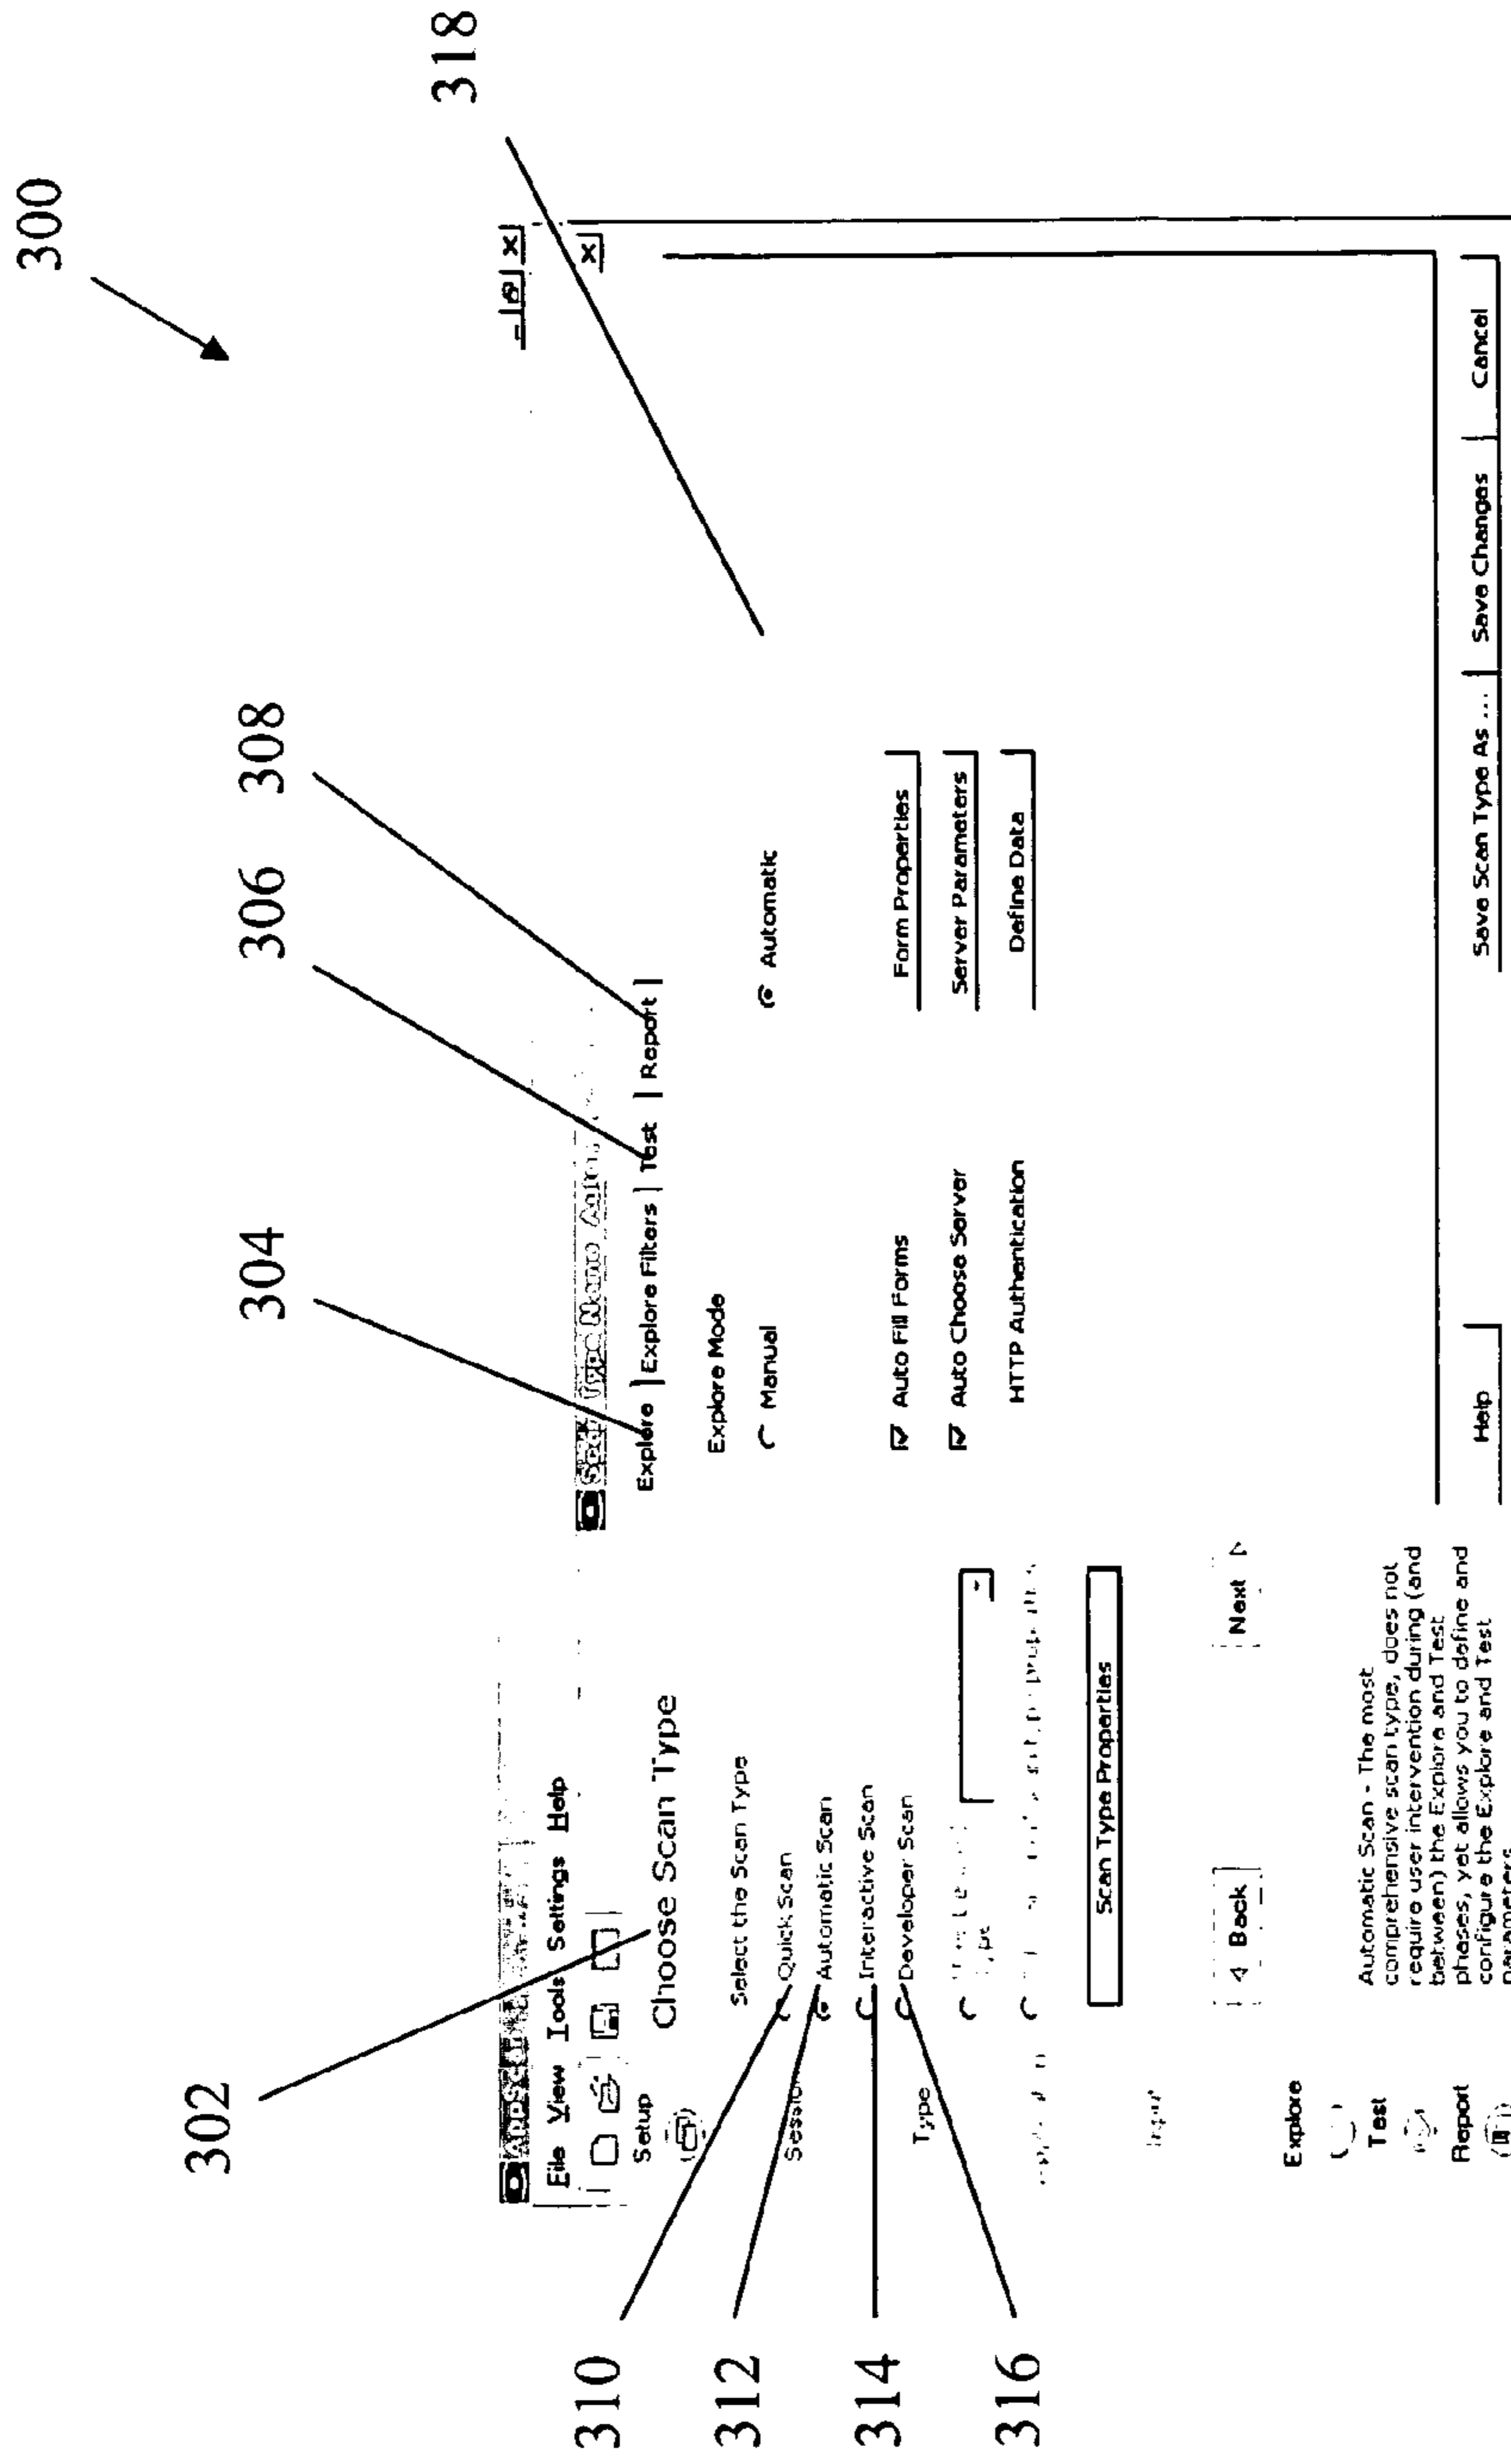 300
302
304
306
308
318
310
312
314
316
File View Tools Settings Help
Setup
Session
Type
Input
Explore
Test
Report
Choose Scan Type
Select the Scan Type
Quick Scan
Automatic Scan
Interactive Scan
Developer Scan
Scan Type Properties
Back
Next
Automatic Scan - The most
comprehensive scan type, does not
require user intervention during (and
between) the Explore and Test
phases, yet allows you to define and
configure the Explore and Test
parameters
Explore
Explore Filters
Test
Report
Explore Mode
Manual
Automatic
Auto Fill Forms
Form Properties
Auto Choose Server
Server Parameters
HTTP Authentication
Define Data
Help
Save Scan Type As ...
Save Changes
Cancel